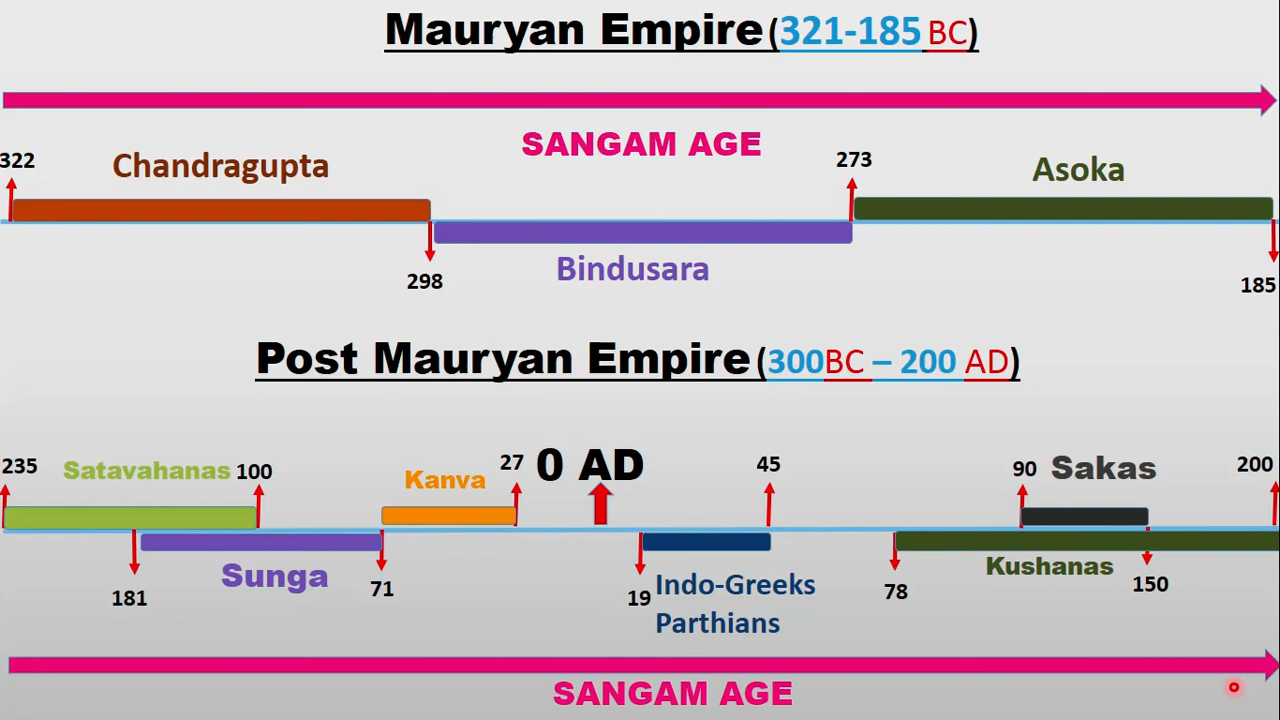 Mauryan Empire (321-185 BC)
SANGAM AGE
322
Chandragupta
273
Asoka
298
Bindusara
185
Post Mauryan Empire (300BC – 200 AD)
235
Satavahanas
100
Kanva
27
0 AD
45
90
Sakas
200
181
Sunga
71
19
Indo-Greeks
Parthians
78
Kushanas
150
SANGAM AGE